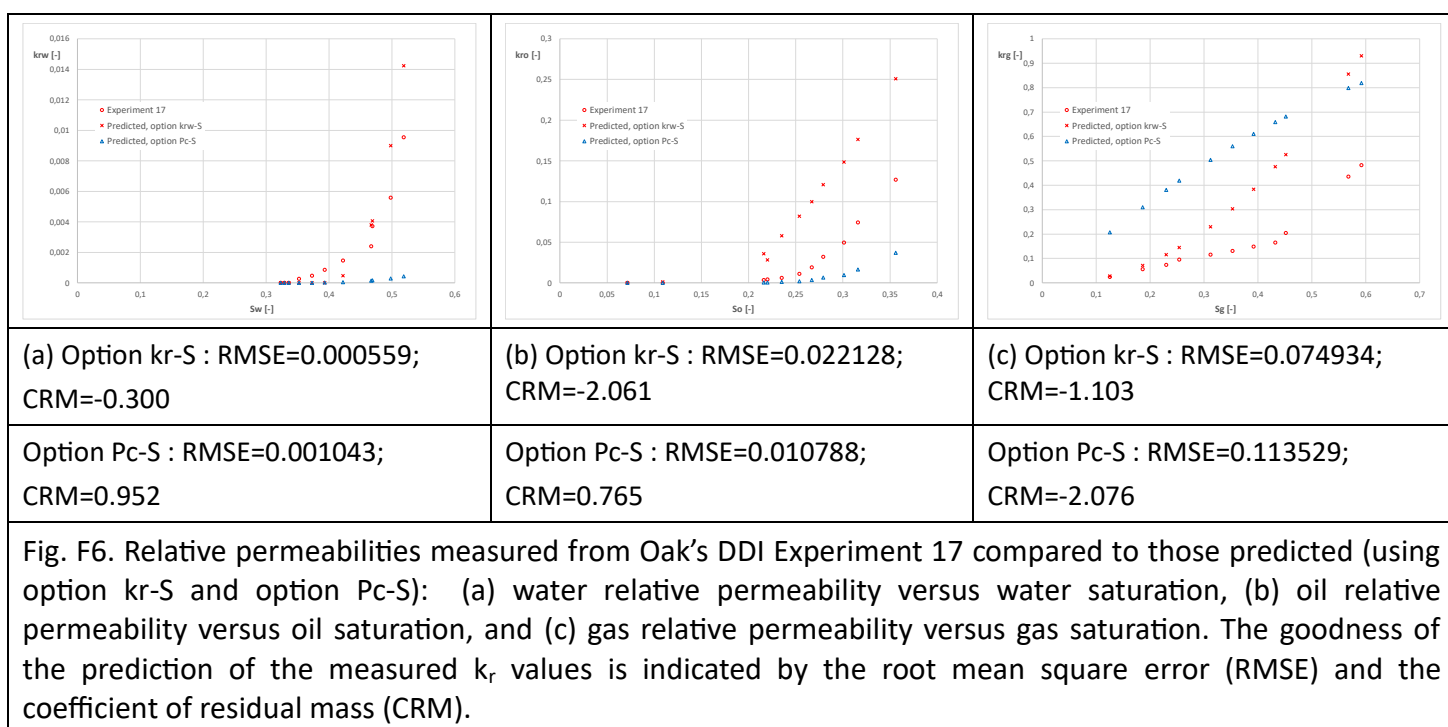 krw [-]
0,016
0,014
0,012
0,01
0,008
0,006
0,004
0,002
0
Experiment 17
Predicted, option krw-S
Predicted, option Pc-S
0 0,1 0,2 0,3 0,4 0,5 0,6
Sw [-]
kro [-]
0,3
0,25
0,2
0,15
0,1
0,05
0
Experiment 17
Predicted, option krw-S
Predicted, option Pc-S
0 0,05 0,1 0,15 0,2 0,25 0,3 0,35 0,4
So [-]
krg [-]
1
0,9
0,8
0,7
0,6
0,5
0,4
0,3
0,2
0,1
0
Experiment 17
Predicted, option krw-S
Predicted, option Pc-S
0 0,1 0,2 0,3 0,4 0,5 0,6 0,7
Sg [-]
(a) Option kr-S : RMSE=0.000559;
CRM=-0.300
(b) Option kr-S : RMSE=0.022128;
CRM=-2.061
(c) Option kr-S : RMSE=0.074934;
CRM=-1.103
Option Pc-S : RMSE=0.001043;
CRM=0.952
Option Pc-S : RMSE=0.010788;
CRM=0.765
Option Pc-S : RMSE=0.113529;
CRM=-2.076
Fig. F6. Relative permeabilities measured from Oak's DDI Experiment 17 compared to those predicted (using
option kr-S and option Pc-S): (a) water relative permeability versus water saturation, (b) oil relative
permeability versus oil saturation, and (c) gas relative permeability versus gas saturation. The goodness of
the prediction of the measured kr values is indicated by the root mean square error (RMSE) and the
coefficient of residual mass (CRM).